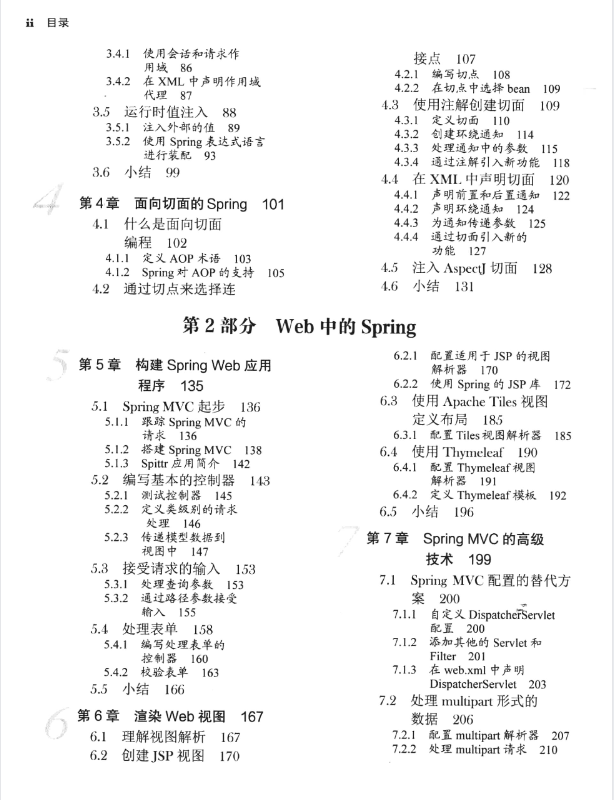 ii 目录
3.4.1 使用会话和请求作
用域 86
3.4.2 在 XML 中声明作用域
代理 87
3.5 运行时值注入 88
3.5.1 注入外部的值 89
3.5.2 使用 Spring 表达式语言
进行装配 93
3.6 小结 99
4
第 4 章 面向切面的 Spring 101
4.1 什么是面向切面
编程 102
4.1.1 定义 AOP 术语 103
4.1.2 Spring 对 AOP 的支持 105
4.2 通过切点来选择连
接点 107
4.2.1 编写切点 108
4.2.2 在切点中选择 bean 109
4.3 使用注解创建切面 109
4.3.1 定义切面 110
4.3.2 创建环绕通知 114
4.3.3 处理通知中的参数 115
4.3.4 通过注解引入新功能 118
4.4 在 XML 中声明切面 120
4.4.1 声明前置和后置通知 122
4.4.2 声明环绕通知 124
4.4.3 为通知传递参数 125
4.4.4 通过切面引入新的
功能 127
4.5 注入 AspectJ 切面 128
4.6 小结 131
第 2 部分 Web 中的 Spring
5
第 5 章 构建 Spring Web 应用
程序 135
5.1 Spring MVC 起步 136
5.1.1 跟踪 Spring MVC 的
请求 136
5.1.2 搭建 Spring MVC 138
5.1.3 Spittr 应用简介 142
5.2 编写基本的控制器 143
5.2.1 测试控制器 145
5.2.2 定义类级别的请求
处理 146
5.2.3 传递模型数据到
视图中 147
5.3 接受请求的输入 153
5.3.1 处理查询参数 153
5.3.2 通过路径参数接受
输入 155
5.4 处理表单 158
5.4.1 编写处理表单的
控制器 160
5.4.2 校验表单 163
5.5 小结 166
6
第 6 章 渲染 Web 视图 167
6.1 理解视图解析 167
6.2 创建 JSP 视图 170
6.2.1 配置适用于 JSP 的视图
解析器 170
6.2.2 使用 Spring 的 JSP 库 172
6.3 使用 Apache Tiles 视图
定义布局 185
6.3.1 配置 Tiles 视图解析器 185
6.4 使用 Thymeleaf 190
6.4.1 配置 Thymeleaf 视图
解析器 191
6.4.2 定义 Thymeleaf 模板 192
6.5 小结 196
7
第 7 章 Spring MVC 的高级
技术 199
7.1 Spring MVC 配置的替代方
案 200
7.1.1 自定义 DispatcherServlet
配置 200
7.1.2 添加其他的 Servlet 和
Filter 201
7.1.3 在 web.xml 中声明
DispatcherServlet 203
7.2 处理 multipart 形式的
数据 206
7.2.1 配置 multipart 解析器 207
7.2.2 处理 multipart 请求 210